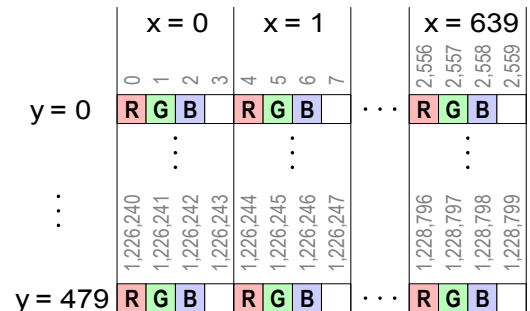 x = 0 x = 1 x = 639
0 1 2 3 4 5 6 7 2,556 2,557 2,558 2,559
y = 0 R G B R G B · · · R G B
1,226,240 1,226,241 1,226,242 1,226,243 1,226,244 1,226,245 1,226,246 1,226,247 1,228,796 1,228,797 1,228,798 1,228,799
y = 479 R G B R G B · · · R G B